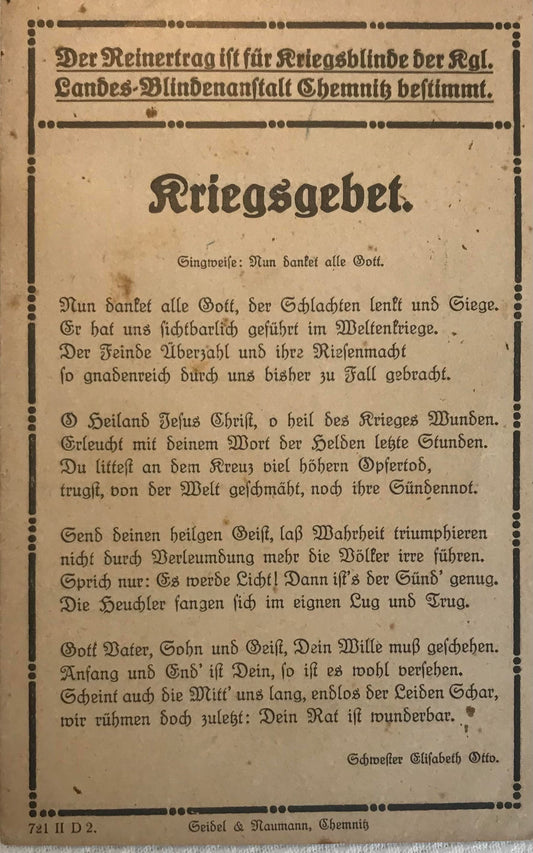 Der Reinertrag ist für Kriegsblinde der Kgl.
Landes-Blindenanstalt Chemnitz bestimmt.
Kriegsgebet.
Singweise: Nun danket alle Gott.
Nun danket alle Gott, der Schlachten lenkt und Siege.
Er hat uns sichtbarlich geführt im Weltenkriege.
Der Feinde Überzahl und ihre Riesenmacht
so gnadenreich durch uns bisher zu Fall gebracht.
O Heiland Jesus Christ, o heil des Krieges Wunden.
Erleucht mit deinem Wort der Helden letzte Stunden.
Du littest an dem Kreuz viel höhern Opfertod,
trugst, von der Welt geschmäht, noch ihre Sündennot.
Send deinen heilgen Geist, laß Wahrheit triumphieren
nicht durch Verleumdung mehr die Völker irre führen.
Sprich nur: Es werde Licht! Dann ist's der Sünd' genug.
Die Heuchler fangen sich im eignen Lug und Trug.
Gott Vater, Sohn und Geist, Dein Wille muß geschehen.
Anfang und End' ist Dein, so ist es wohl versehen.
Scheint auch die Mitt' uns lang, endlos der Leiden Schar,
wir rühmen doch zuletzt: Dein Rat ist wunderbar.
Schwester Elisabeth Otto.
721 II D 2.
Seidel & Naumann, Chemnitz